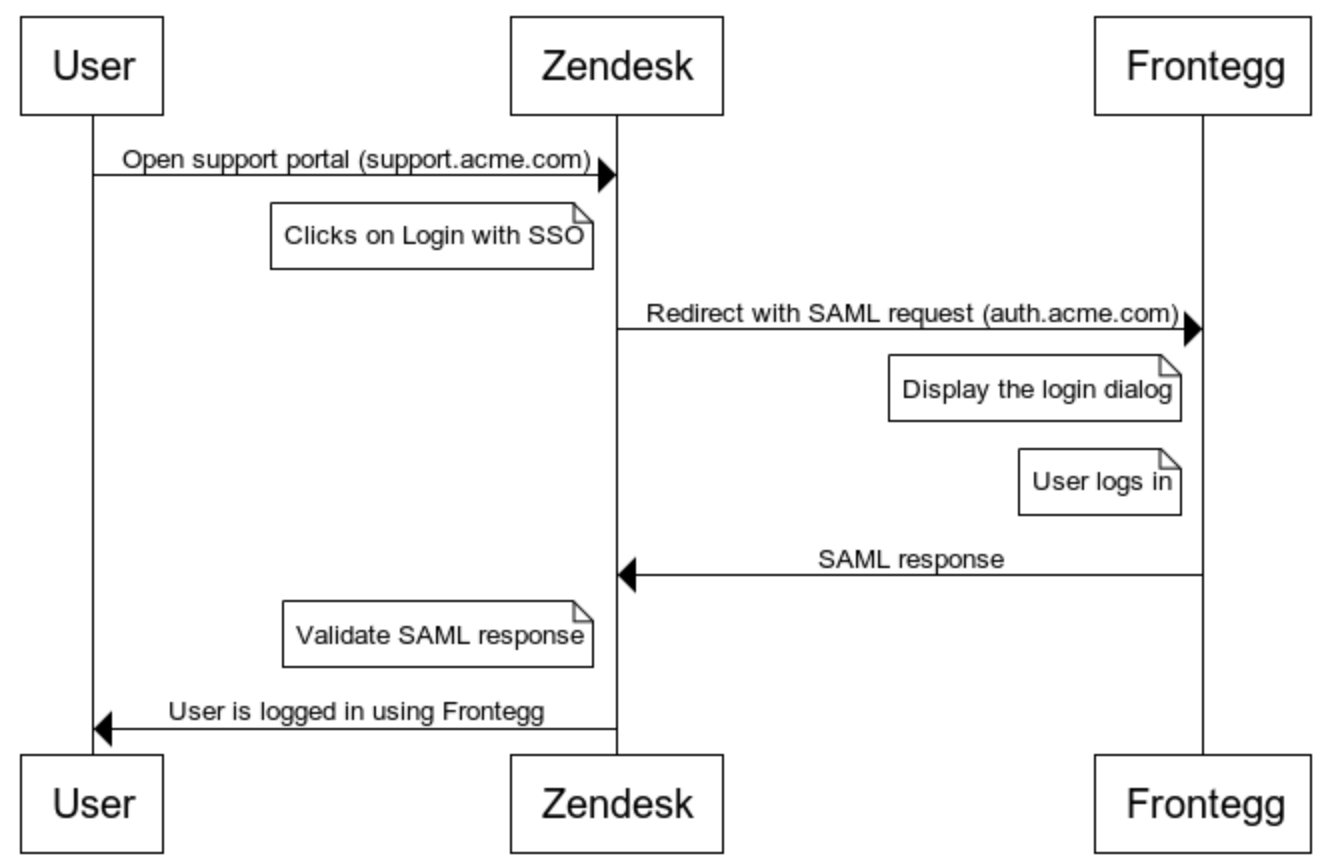 User
Zendesk
Frontegg
Open support portal (support.acme.com)
Clicks on Login with SSO
Redirect with SAML request (auth.acme.com)
Display the login dialog
User logs in
SAML response
Validate SAML response
User is logged in using Frontegg
User
Zendesk
Frontegg